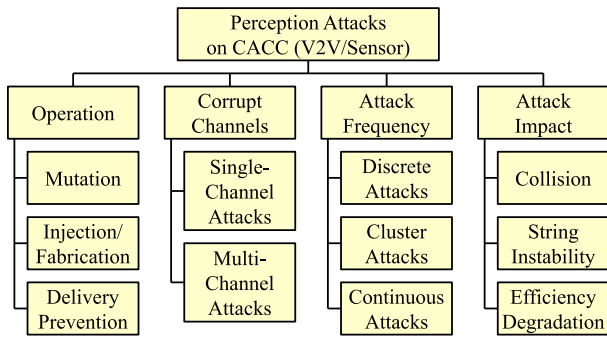 Perception Attacks
on CACC (V2V/Sensor)
Operation
Mutation
Injection/
Fabrication
Delivery
Prevention
Corrupt
Channels
Single-
Channel
Attacks
Multi-
Channel
Attacks
Attack
Frequency
Discrete
Attacks
Cluster
Attacks
Continuous
Attacks
Attack
Impact
Collision
String
Instability
Efficiency
Degradation